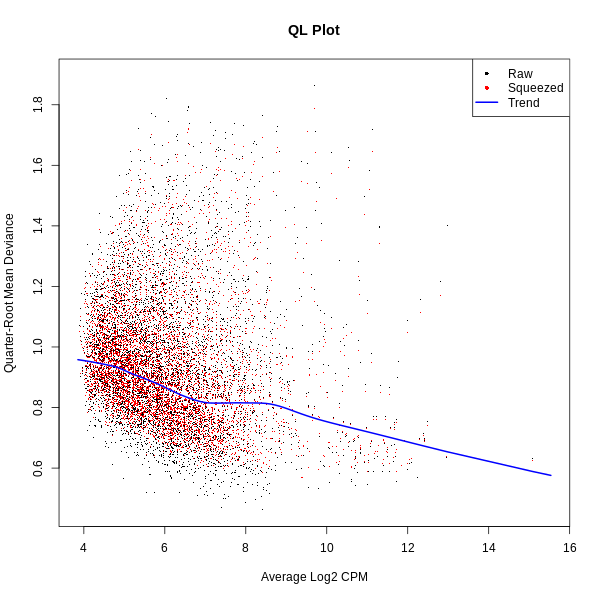 QL Plot
Raw
Squeezed
Trend
Quarter-Root Mean Deviance
1.8
1.6
1.4
1.2
1.0
0.8
0.6
4 6 8 10 12 14 16
Average Log2 CPM